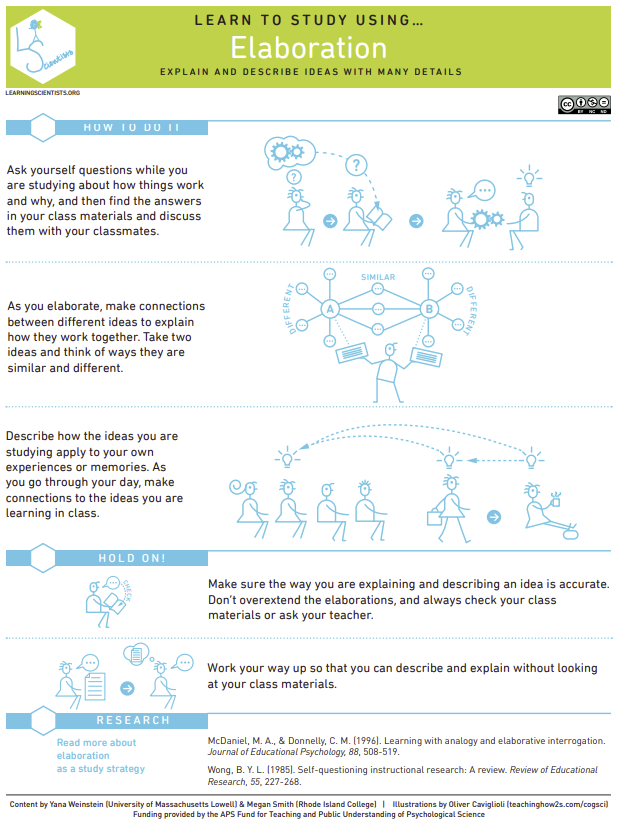 LEARN TO STUDY USING…
Elaboration
EXPLAIN AND DESCRIBE IDEAS WITH MANY DETAILS
LS
Scientists
LEARNINGSCIENTISTS.ORG
cc
BY NC ND
HOW TO DO IT
Ask yourself questions while you
are studying about how things work
and why, and then find the answers
in your class materials and discuss
them with your classmates.
?
?
As you elaborate, make connections
between different ideas to explain
how they work together. Take two
ideas and think of ways they are
similar and different.
DIFFERENT
SIMILAR
DIFFERENT
A
B
Describe how the ideas you are
studying apply to your own
experiences or memories. As
you go through your day, make
connections to the ideas you are
learning in class.
HOLD ON!
CHECK
Make sure the way you are explaining and describing an idea is accurate.
Don’t overextend the elaborations, and always check your class
materials or ask your teacher.
Work your way up so that you can describe and explain without looking
at your class materials.
RESEARCH
Read more about
elaboration
as a study strategy
McDaniel, M. A., & Donnelly, C. M. (1996). Learning with analogy and elaborative interrogation.
Journal of Educational Psychology, 88, 508-519.
Wong, B. Y. L. (1985). Self-questioning instructional research: A review. Review of Educational
Research, 55, 227-268.
Content by Yana Weinstein (University of Massachusetts Lowell) & Megan Smith (Rhode Island College) | Illustrations by Oliver Caviglioli (teachinghow2s.com/cogsci)
Funding provided by the APS Fund for Teaching and Public Understanding of Psychological Science